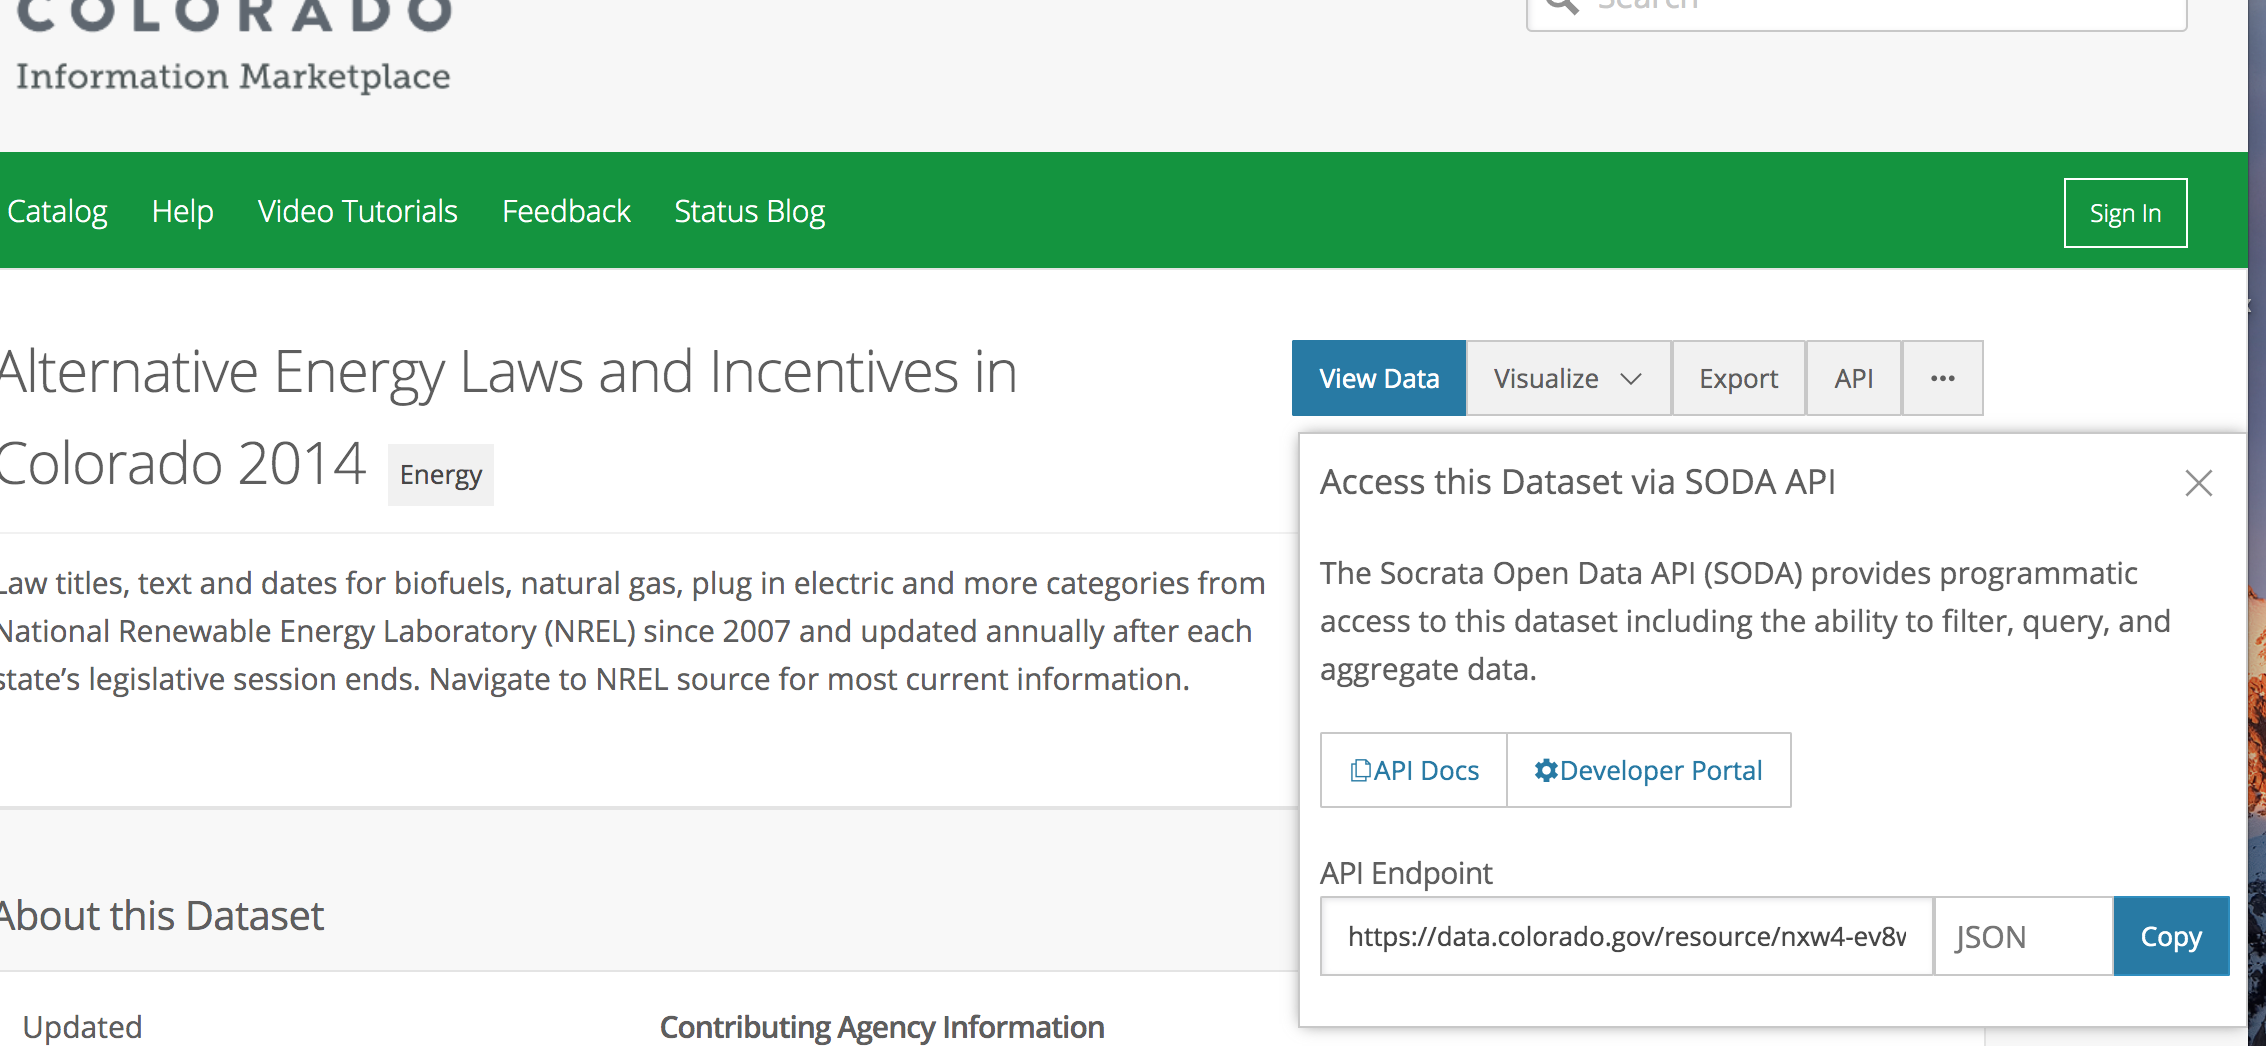 COLORADO
Information Marketplace
Search
Catalog Help Video Tutorials Feedback Status Blog
Sign In
Alternative Energy Laws and Incentives in
Colorado 2014 Energy
View Data Visualize Export API ...
Law titles, text and dates for biofuels, natural gas, plug in electric and more categories from
National Renewable Energy Laboratory (NREL) since 2007 and updated annually after each
state’s legislative session ends. Navigate to NREL source for most current information.
Access this Dataset via SODA API
The Socrata Open Data API (SODA) provides programmatic
access to this dataset including the ability to filter, query, and
aggregate data.
API Docs Developer Portal
API Endpoint
https://data.colorado.gov/resource/nxw4-ev8 JSON Copy
About this Dataset
Updated
Contributing Agency Information